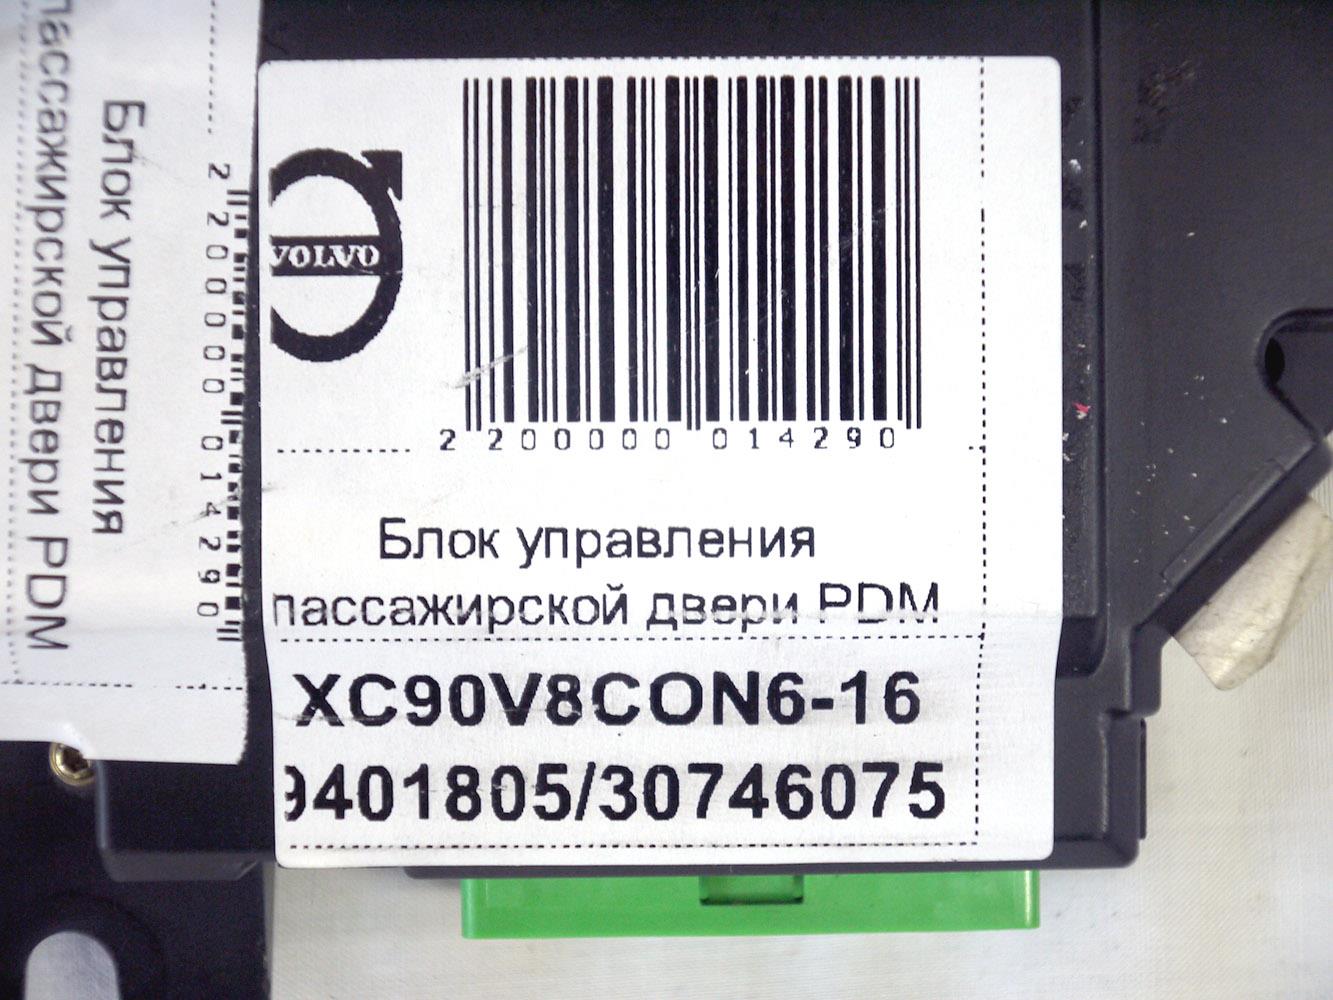 VOLVO
2 200000 014290
Блок управления
пассажирской двери PDM
XC90V8CON6-16
9401805/30746075
Блок управления
пассажирской двери PDM
2 200000 014290